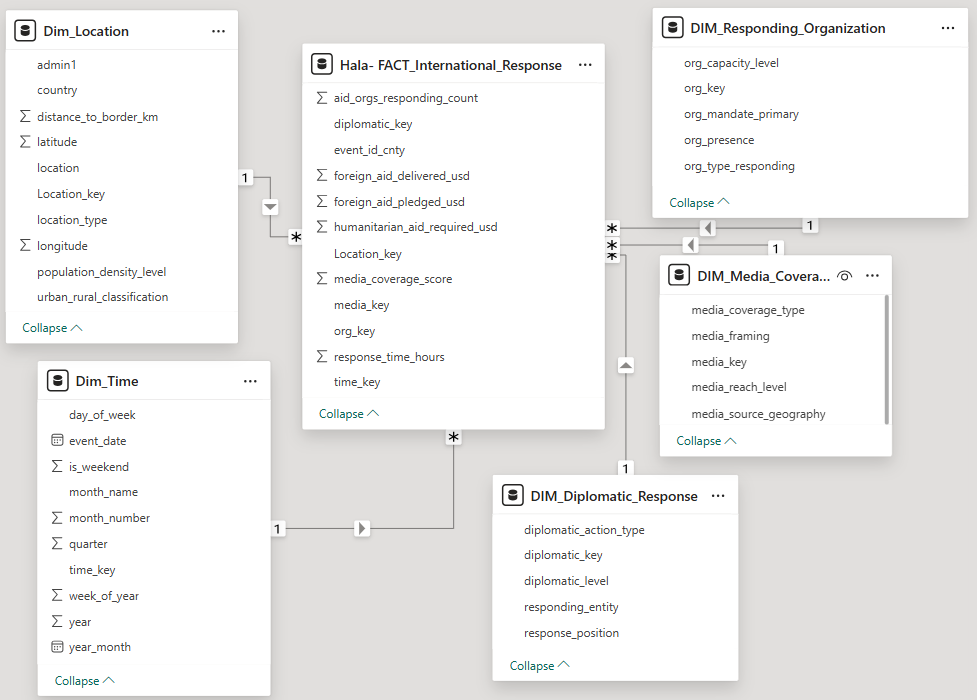 Dim_Location
admin1
country
distance_to_border_km
latitude
location
Location_key
location_type
longitude
population_density_level
urban_rural_classification
Collapse
1
*
Hala- FACT_International_Response
aid_orgs_responding_count
diplomatic_key
event_id_cnty
foreign_aid_delivered_usd
foreign_aid_pledged_usd
humanitarian_aid_required_usd
Location_key
media_coverage_score
media_key
org_key
response_time_hours
time_key
Collapse
*
*
*
*
DIM_Responding_Organization
org_capacity_level
org_key
org_mandate_primary
org_presence
org_type_responding
Collapse
1
1
DIM_Media_Covera...
media_coverage_type
media_framing
media_key
media_reach_level
media_source_geography
Collapse
Dim_Time
day_of_week
event_date
is_weekend
month_name
month_number
quarter
time_key
week_of_year
year
year_month
Collapse
1
1
DIM_Diplomatic_Response
diplomatic_action_type
diplomatic_key
diplomatic_level
responding_entity
response_position
Collapse